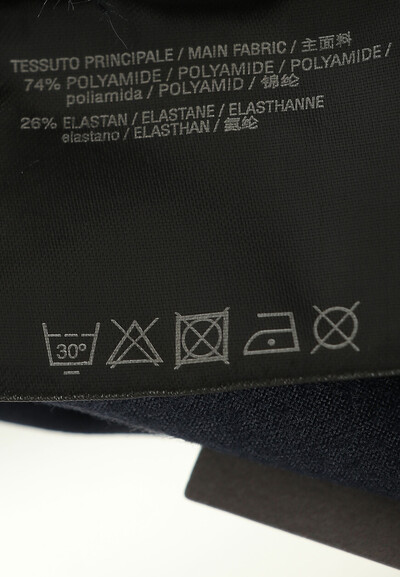 TESSUTO PRINCIPALE / MAIN FABRIC / 主面料
74% POLYAMIDE / POLYAMIDE / POLYAMIDE /
poliamida / POLYAMID / 锦纶
26% ELASTAN / ELASTANE / ELASTHANNE
elastano / ELASTHAN / 氨纶
30º